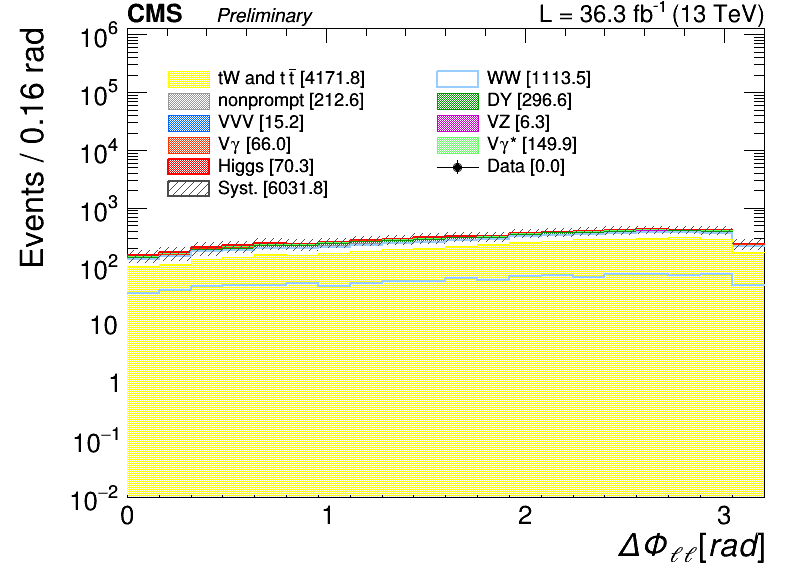 CMS Preliminary L = 36.3 fb⁻¹ (13 TeV)
Events / 0.16 rad
10⁶
10⁵
10⁴
10³
10²
10
1
10⁻¹
10⁻²
tW and tt̅ [4171.8]
nonprompt [212.6]
VVV [15.2]
Vγ [66.0]
Higgs [70.3]
Syst. [6031.8]
WW [1113.5]
DY [296.6]
VZ [6.3]
Vγ* [149.9]
Data [0.0]
0 1 2 3
ΔΦℓℓ[rad]